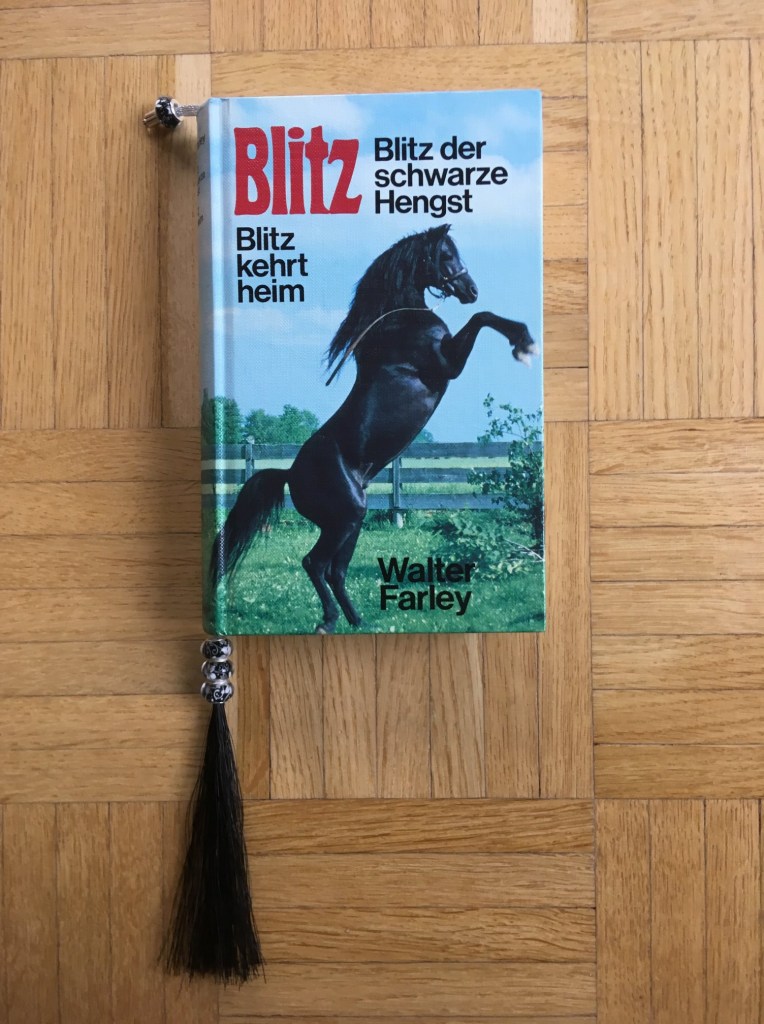 Blitz
Blitz der
schwarze
Hengst
Blitz
kehrt
heim
Walter
Farley